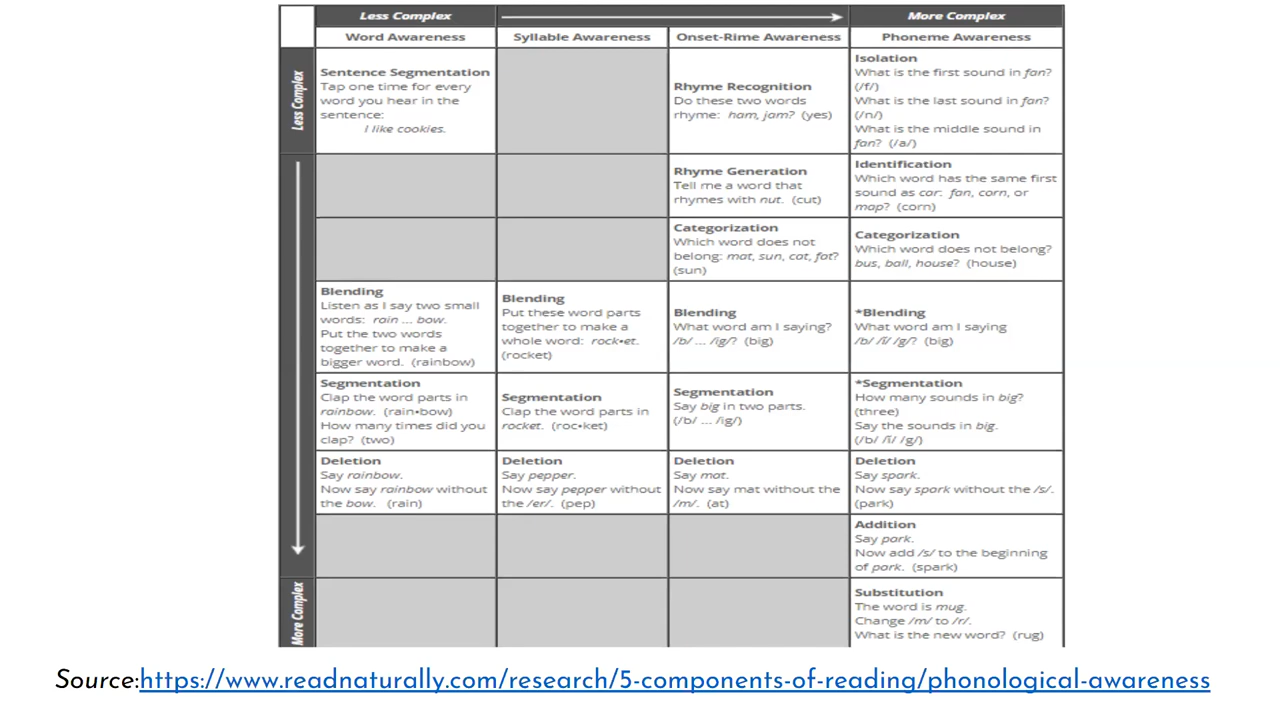 Less Complex
More Complex
Word Awareness
Syllable Awareness
Onset-Rime Awareness
Phoneme Awareness
Less Complex
Sentence Segmentation
Tap one time for every
word you hear in the
sentence:
I like cookies.
Rhyme Recognition
Do these two words
rhyme: ham, jam? (yes)
Isolation
What is the first sound in fan?
(/f/)
What is the last sound in fan?
(/n/)
What is the middle sound in
fan? (/a/)
Rhyme Generation
Tell me a word that
rhymes with nut. (cut)
Identification
Which word has the same first
sound as car: fan, corn, or
map? (corn)
Categorization
Which word does not
belong: mat, sun, cat, fat?
(sun)
Categorization
Which word does not belong?
bus, ball, house? (house)
Blending
Listen as I say two small
words: rain ... bow.
Put the two words
together to make a
bigger word. (rainbow)
Blending
Put these word parts
together to make a
whole word: rock•et.
(rocket)
Blending
What word am I saying?
/b/ ... /ig/? (big)
*Blending
What word am I saying
/b/ /ĭ/ /g/? (big)
Segmentation
Clap the word parts in
rainbow. (rain•bow)
How many times did you
clap? (two)
Segmentation
Clap the word parts in
rocket. (roc•ket)
Segmentation
Say big in two parts.
(/b/ ... /ig/)
*Segmentation
How many sounds in big?
(three)
Say the sounds in big.
(/b/ /ĭ/ /g/)
Deletion
Say rainbow.
Now say rainbow without
the bow. (rain)
Deletion
Say pepper.
Now say pepper without
the /er/. (pep)
Deletion
Say mat.
Now say mat without the
/m/. (at)
Deletion
Say spark.
Now say spark without the /s/.
(park)
Addition
Say park.
Now add /s/ to the beginning
of park. (spark)
More Complex
Substitution
The word is mug.
Change /m/ to /r/.
What is the new word? (rug)
Source:https://www.readnaturally.com/research/5-components-of-reading/phonological-awareness